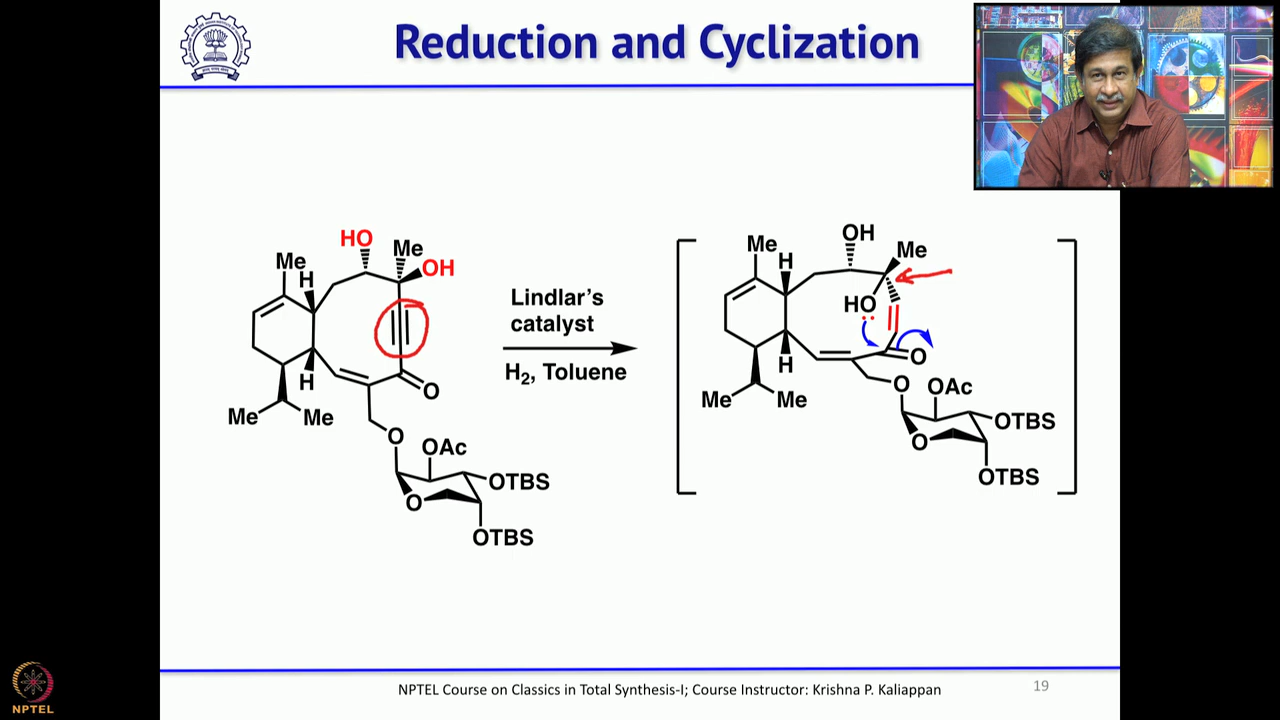 Reduction and Cyclization
HO
Me
OH
Me
H
H
Me
Me
O
O
OAc
O
OTBS
OTBS
Lindlar's
catalyst
H2, Toluene
OH
Me
Me
H
HO
H
O
Me
Me
O
OAc
O
OTBS
OTBS
NPTEL Course on Classics in Total Synthesis-I; Course Instructor: Krishna P. Kaliappan
19
NPTEL